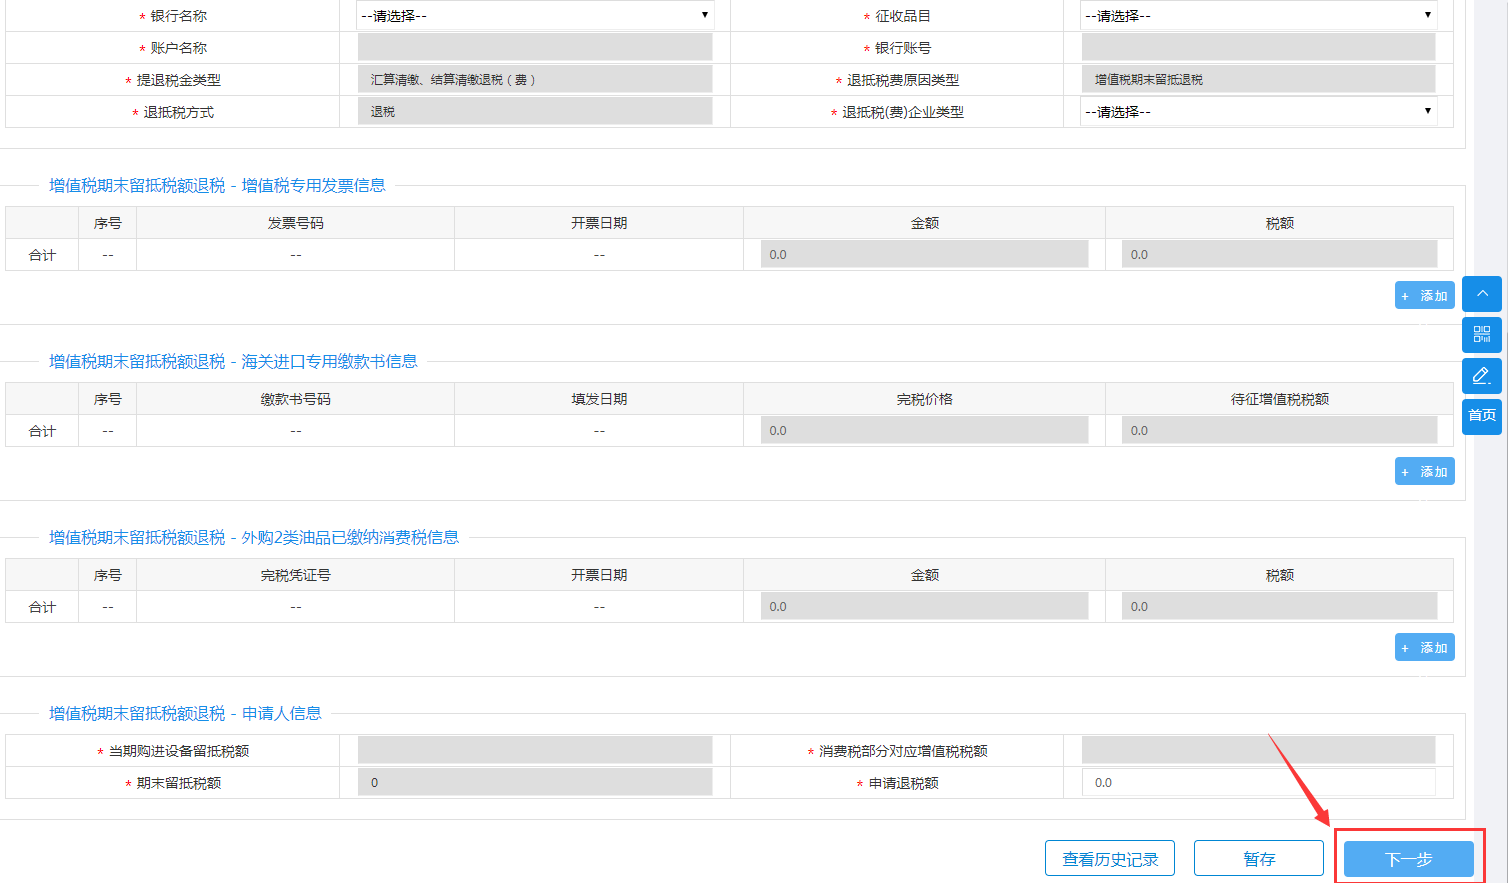 * 银行名称 --请选择-- * 征收品目 --请选择--
* 账户名称 * 银行账号
* 提退税金类型 汇算清缴、结算清缴退税（费） * 退抵税费原因类型 增值税期末留抵退税
* 退抵税方式 退税 * 退抵税(费)企业类型 --请选择--
增值税期末留抵税额退税 - 增值税专用发票信息
序号 发票号码 开票日期 金额 税额
合计 -- -- -- 0.0 0.0
+ 添加
增值税期末留抵税额退税 - 海关进口专用缴款书信息
序号 缴款书号码 填发日期 完税价格 待征增值税税额
合计 -- -- -- 0.0 0.0
+ 添加
首页
增值税期末留抵税额退税 - 外购2类油品已缴纳消费税信息
序号 完税凭证号 开票日期 金额 税额
合计 -- -- -- 0.0 0.0
+ 添加
增值税期末留抵税额退税 - 申请人信息
* 当期购进设备留抵税额 * 消费税部分对应增值税税额
* 期末留抵税额 0 * 申请退税额 0.0
查看历史记录 暂存 下一步